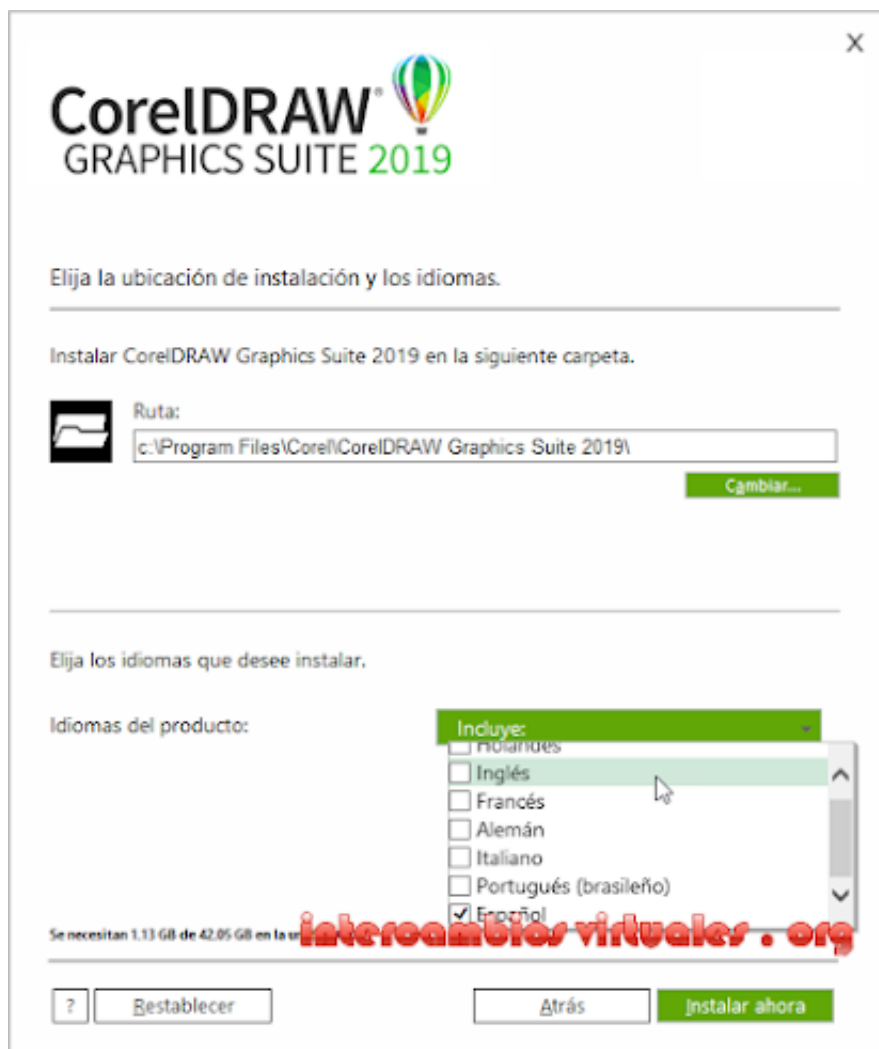 X
CorelDRAW®
GRAPHICS SUITE 2019
Elija la ubicación de instalación y los idiomas.
Instalar CorelDRAW Graphics Suite 2019 en la siguiente carpeta.
Ruta:
c:\Program Files\Corel\CorelDRAW Graphics Suite 2019\
Cambiar...
Elija los idiomas que desee instalar.
Idiomas del producto:
Incluye:
Holandés
Inglés
Francés
Alemán
Italiano
Portugués (brasileño)
Español
Se necesitan 1.13 GB de 42.05 GB en la
intercambios virtuales . org
?
Restablecer
Atrás
Instalar ahora